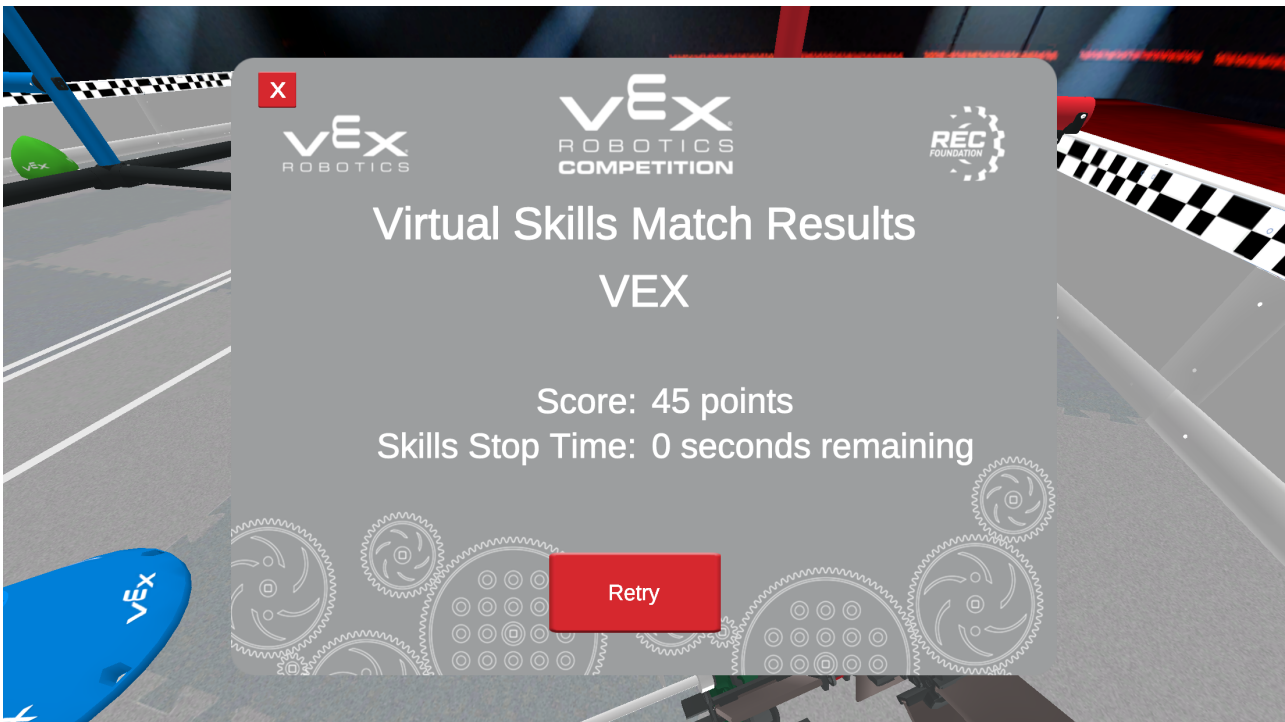 X
VEX
ROBOTICS
VEX
ROBOTICS
COMPETITION
REC
FOUNDATION
Virtual Skills Match Results
VEX
Score: 45 points
Skills Stop Time: 0 seconds remaining
Retry
VEX
VEX